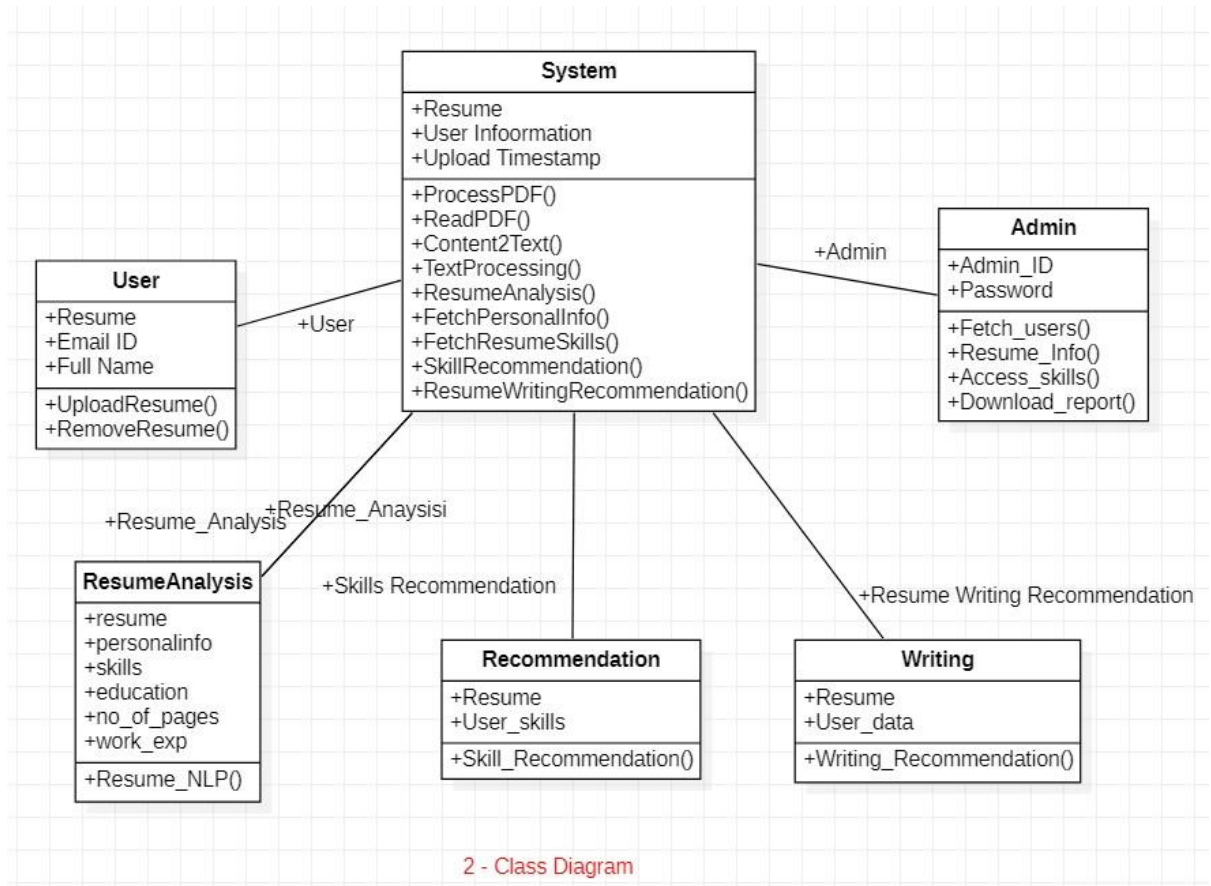 System
+Resume
+User Infoormation
+Upload Timestamp
+ProcessPDF()
+ReadPDF()
+Content2Text()
+TextProcessing()
+ResumeAnalysis()
+FetchPersonalInfo()
+FetchResumeSkills()
+SkillRecommendation()
+ResumeWritingRecommendation()
User
+Resume
+Email ID
+Full Name
+UploadResume()
+RemoveResume()
+User
+Admin
Admin
+Admin_ID
+Password
+Fetch_users()
+Resume_Info()
+Access_skills()
+Download_report()
+Resume_Analysis
+Resume_Anaysisi
+Skills Recommendation
+Resume Writing Recommendation
ResumeAnalysis
+resume
+personalinfo
+skills
+education
+no_of_pages
+work_exp
+Resume_NLP()
Recommendation
+Resume
+User_skills
+Skill_Recommendation()
Writing
+Resume
+User_data
+Writing_Recommendation()
2 - Class Diagram